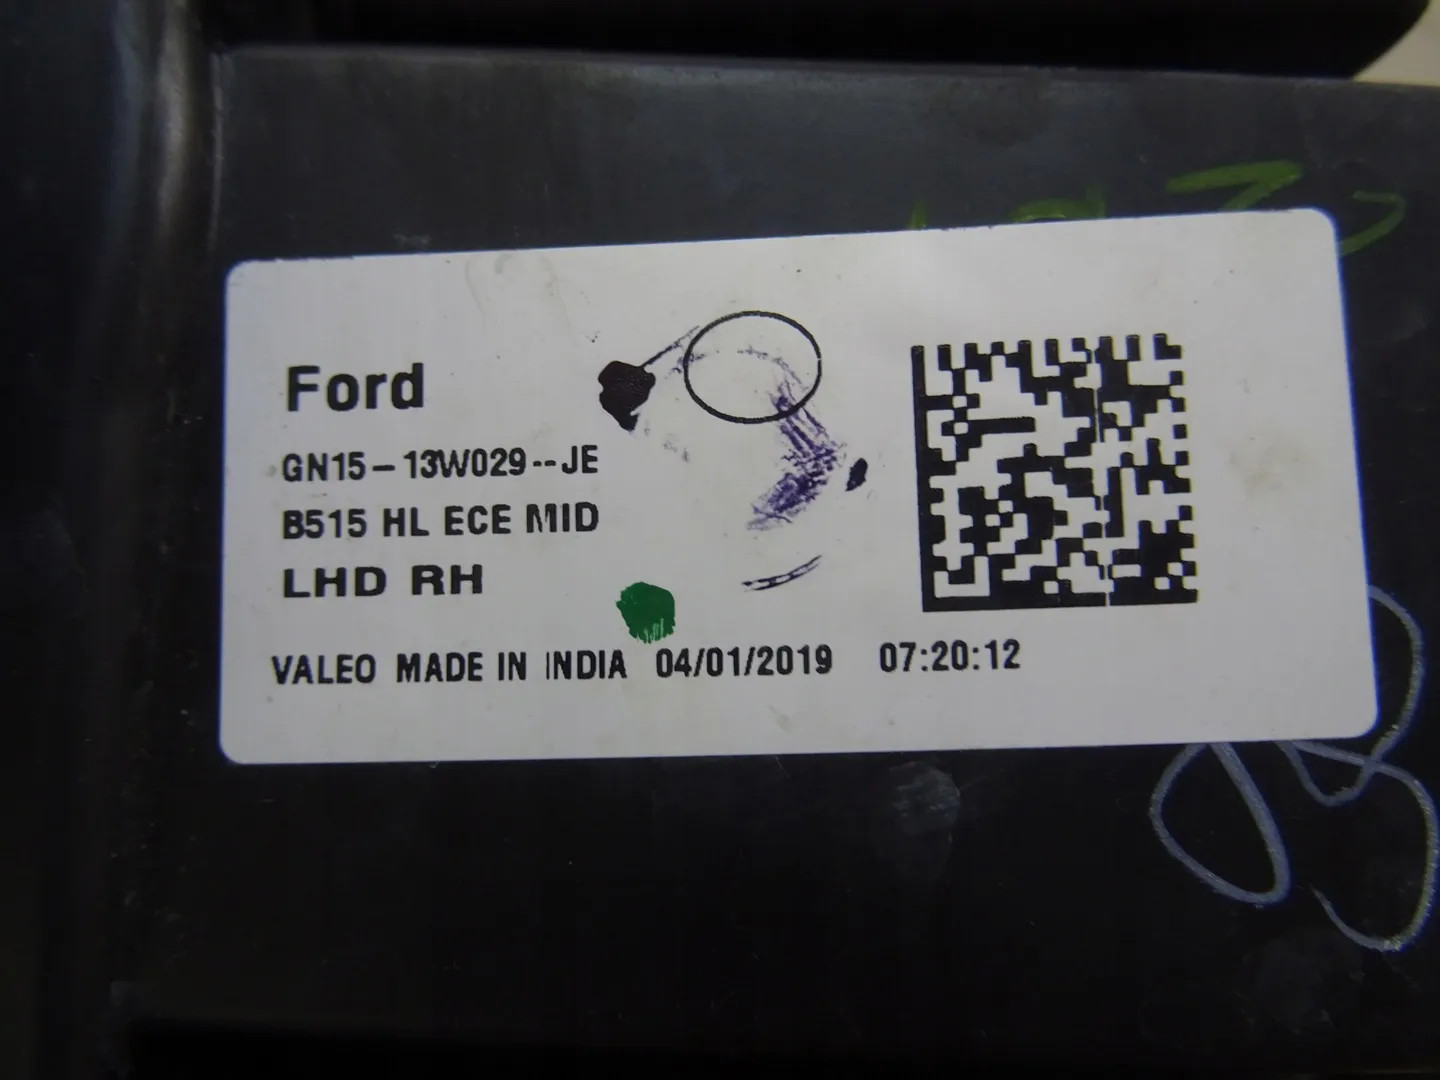 Ford
GN15-13W029--JE
B515 HL ECE MID
LHD RH
VALEO MADE IN INDIA 04/01/2019 07:20:12